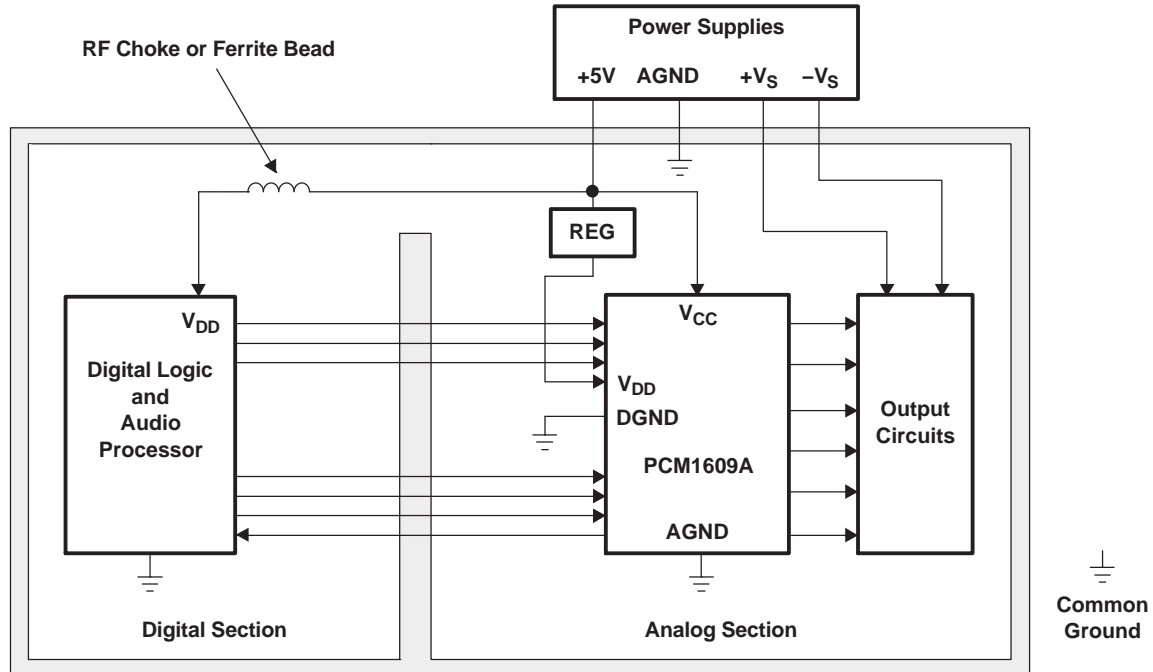 Power Supplies
RF Choke or Ferrite Bead
+5V AGND +VS −VS
REG
VDD
Digital Logic
and
Audio
Processor
VCC
VDD
DGND
PCM1609A
AGND
Output
Circuits
Digital Section
Analog Section
Common
Ground